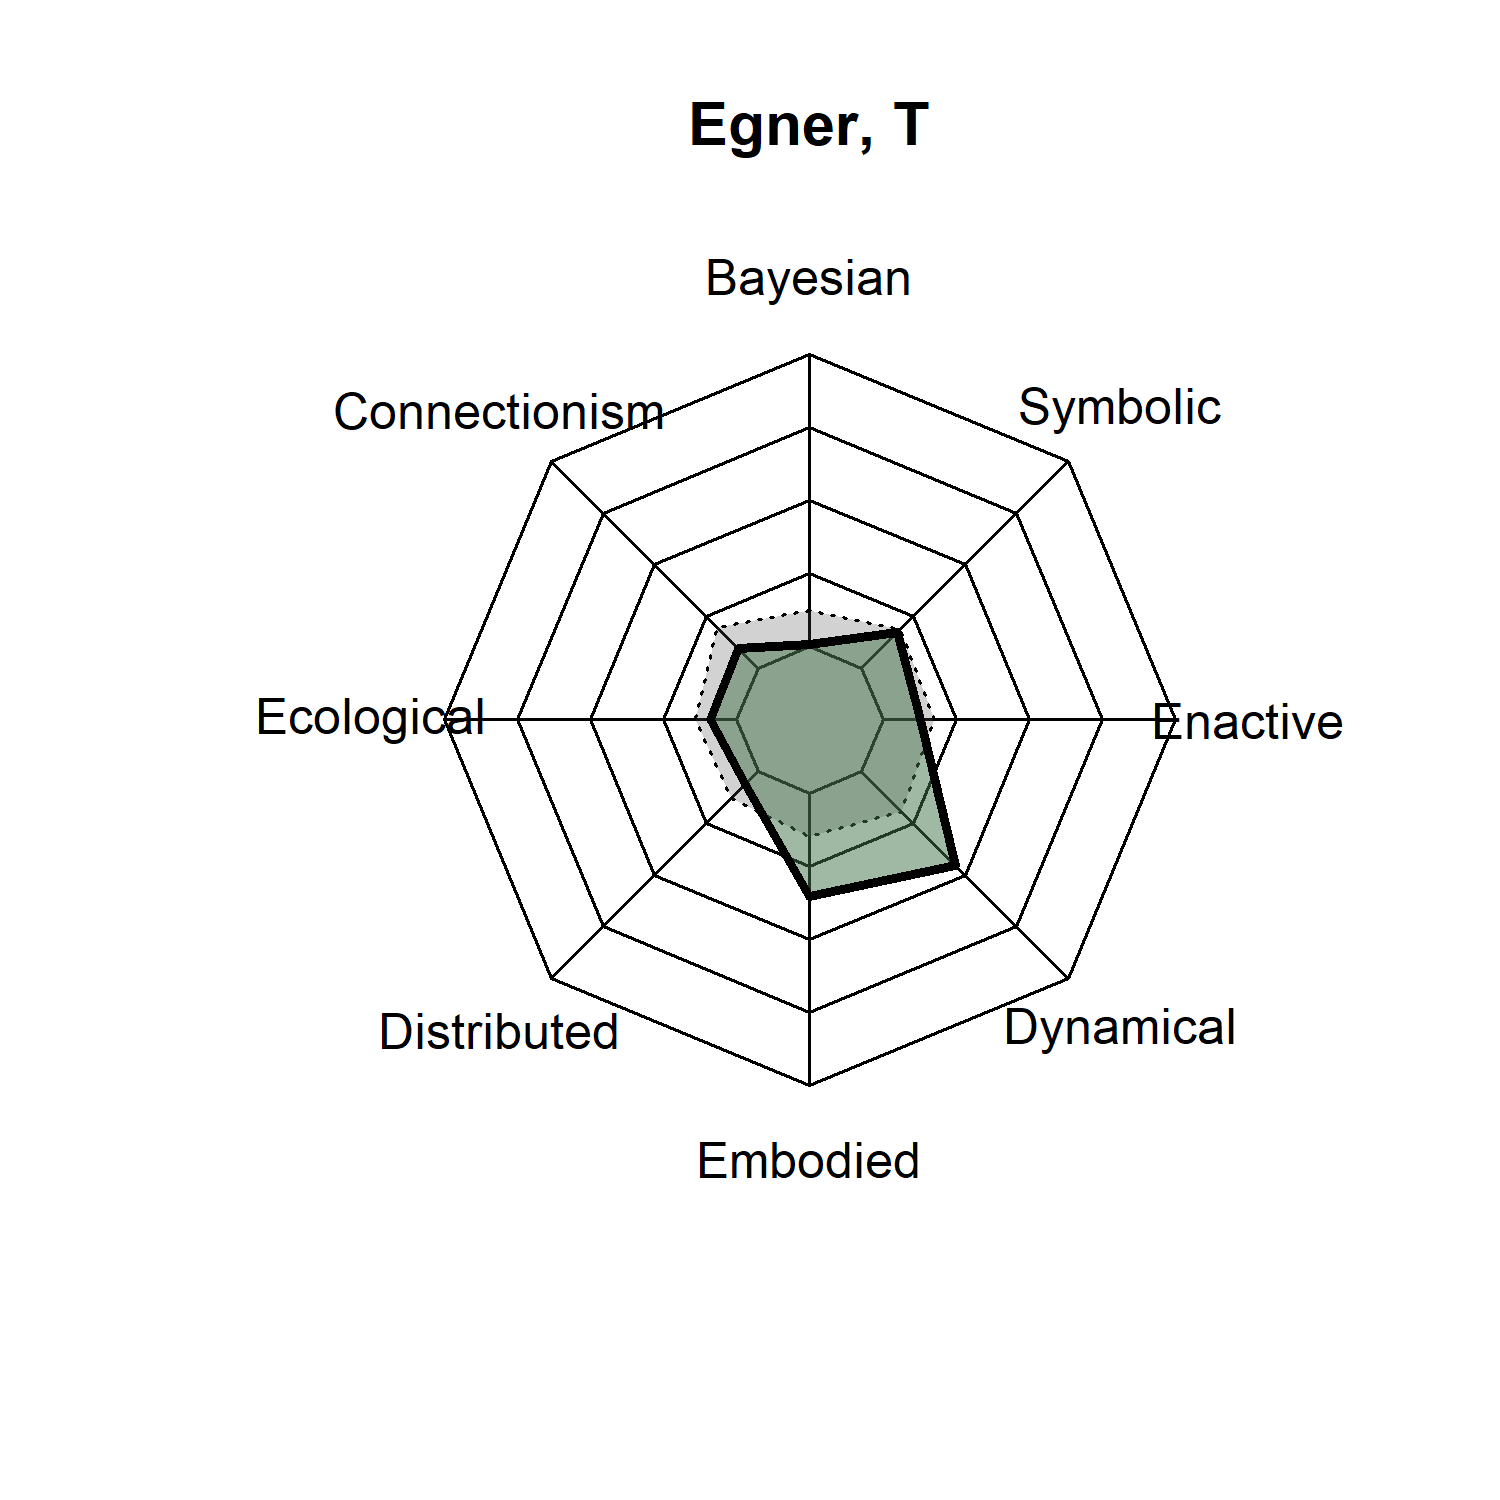 Egner, T
Bayesian
Connectionism
Symbolic
Ecological
Enactive
Distributed
Dynamical
Embodied